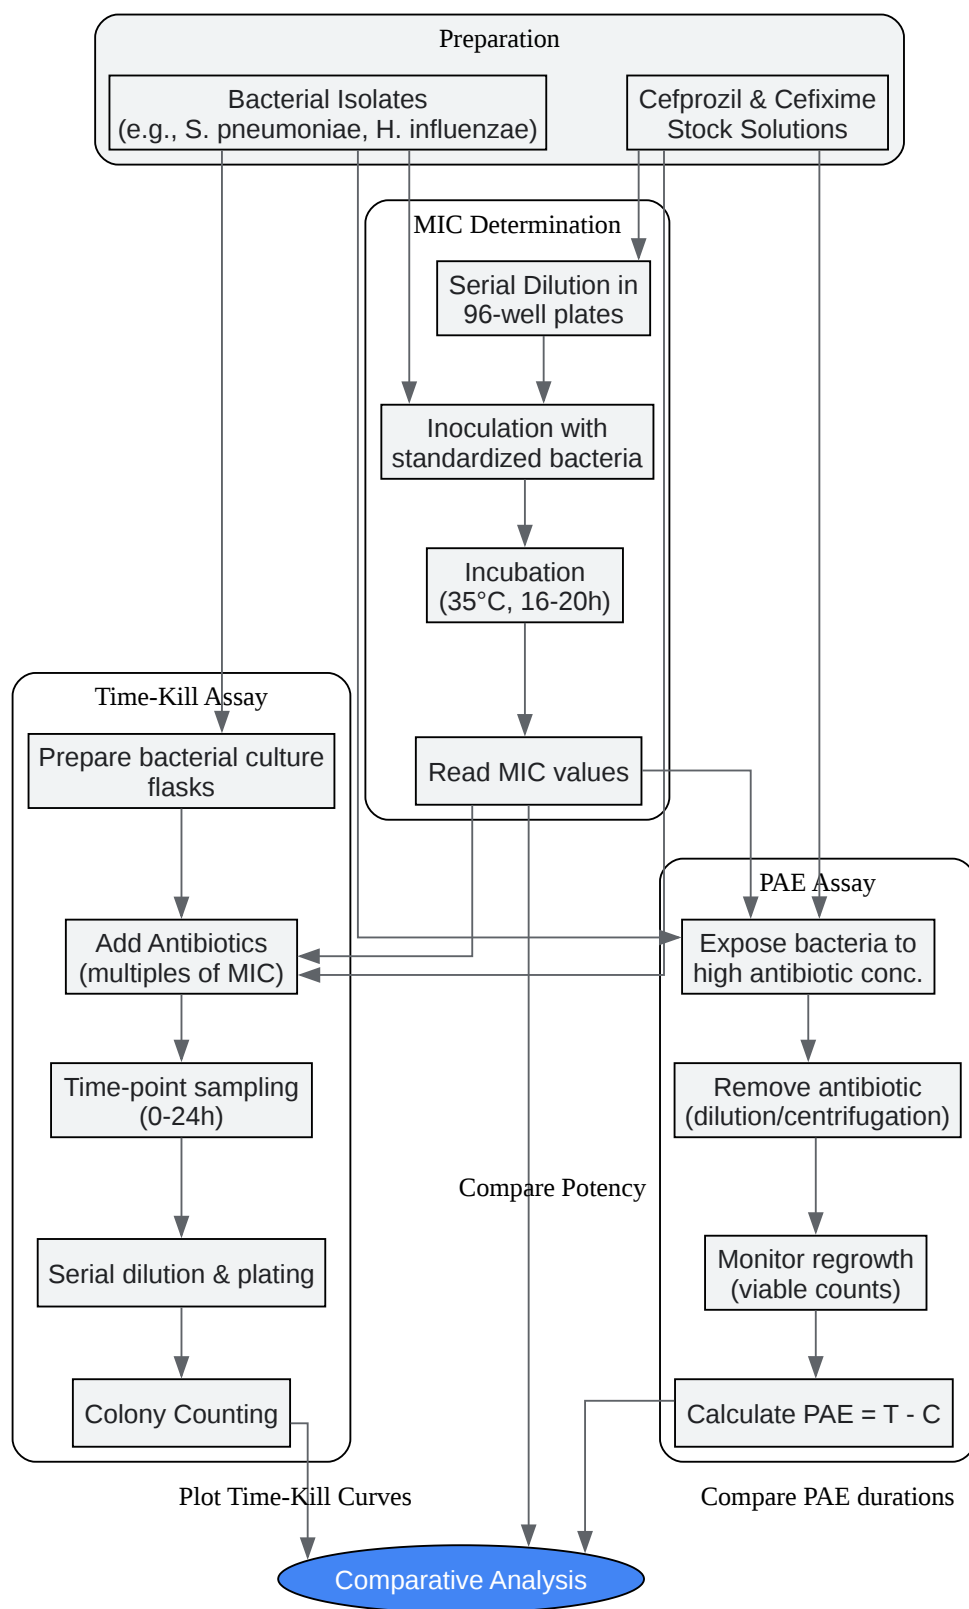 Preparation
Bacterial Isolates
(e.g., S. pneumoniae, H. influenzae)
Cefprozil & Cefixime
Stock Solutions
MIC Determination
Serial Dilution in
96-well plates
Inoculation with
standardized bacteria
Incubation
(35°C, 16-20h)
Read MIC values
Time-Kill Assay
Prepare bacterial culture
flasks
Add Antibiotics
(multiples of MIC)
Time-point sampling
(0-24h)
Serial dilution & plating
Colony Counting
PAE Assay
Expose bacteria to
high antibiotic conc.
Remove antibiotic
(dilution/centrifugation)
Monitor regrowth
(viable counts)
Calculate PAE = T - C
Compare Potency
Plot Time-Kill Curves
Compare PAE durations
Comparative Analysis